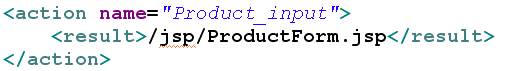 <action name="Product_input">
    <result>/jsp/ProductForm.jsp</result>
</action>